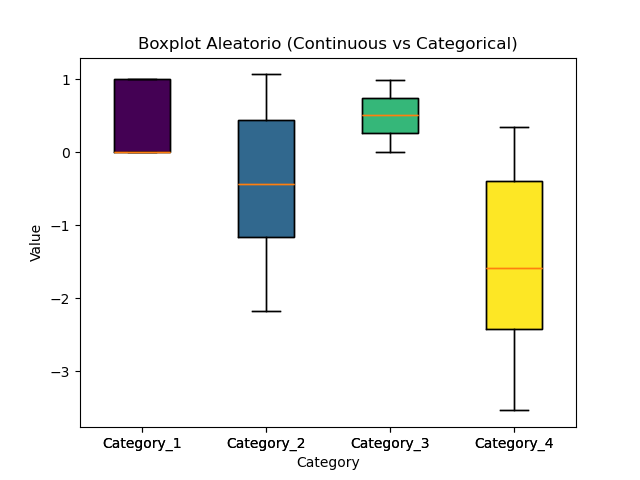 Boxplot Aleatorio (Continuous vs Categorical)
1
0
−1
−2
−3
Value
Category_1
Category_2
Category_3
Category_4
Category